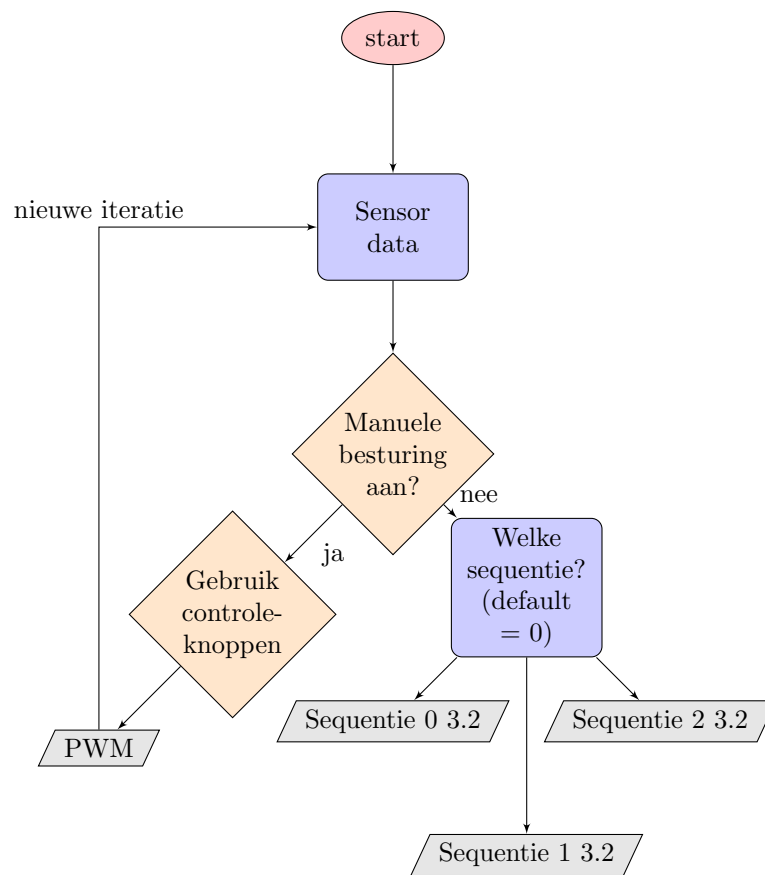 start
nieuwe iteratie
Sensor
data
Manuele
besturing
aan?
nee
ja
Welke
sequentie?
(default
= 0)
Gebruik
controle-
knoppen
Sequentie 0 3.2
Sequentie 2 3.2
PWM
Sequentie 1 3.2